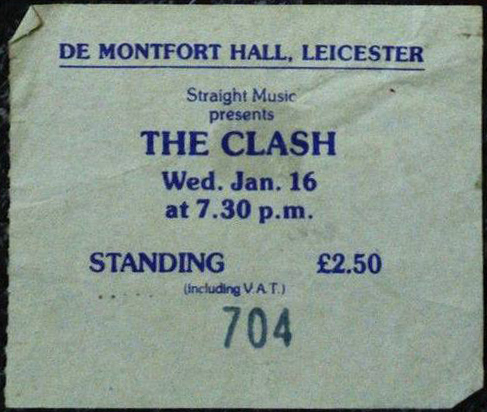 DE MONTFORT HALL, LEICESTER
Straight Music
presents
THE CLASH
Wed. Jan. 16
at 7.30 p.m.
STANDING £2.50
(including V.A.T.)
704